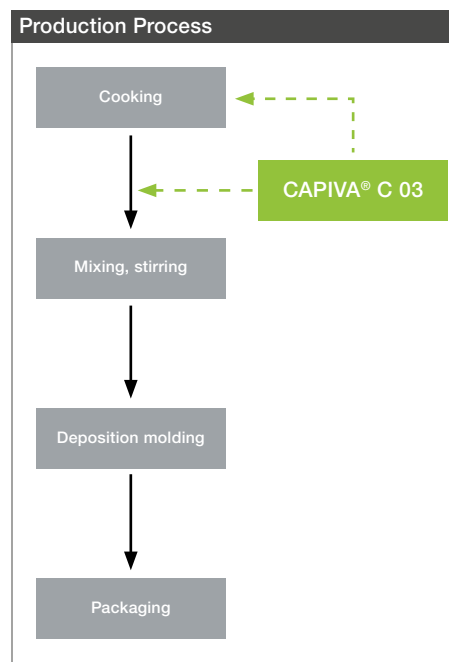 Production Process
Cooking
CAPIVA® C 03
Mixing, stirring
Deposition molding
Packaging